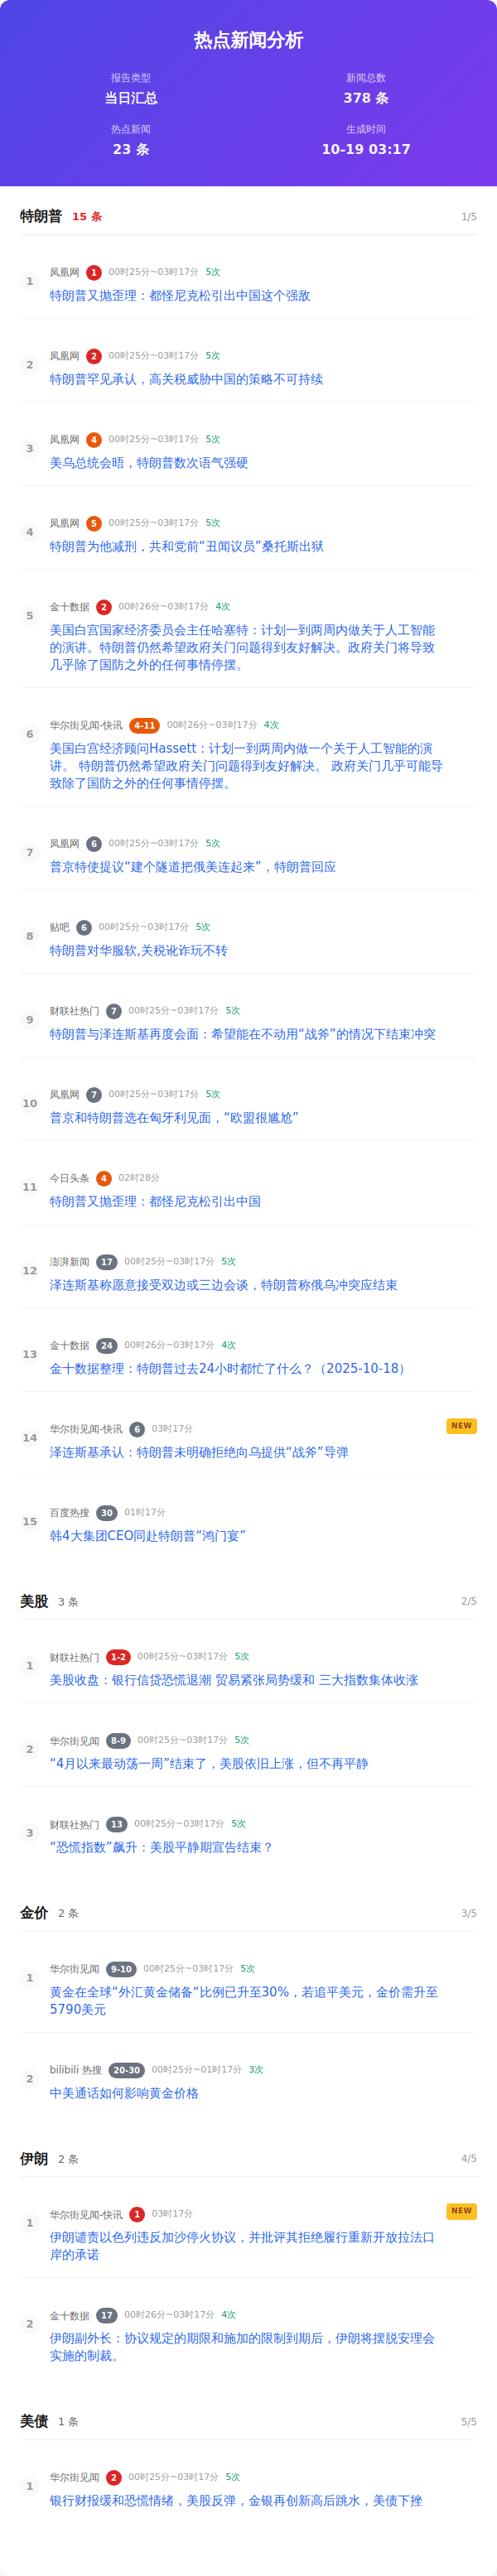 热点新闻分析
报告类型
新闻总数
当日汇总
378 条
热点新闻
生成时间
23 条
10-19 03:17
特朗普 15 条 1/5
1
凤凰网 1 00时25分~03时17分 5次
特朗普又抛歪理：都怪尼克松引出中国这个强敌
2
凤凰网 2 00时25分~03时17分 5次
特朗普罕见承认，高关税威胁中国的策略不可持续
3
凤凰网 4 00时25分~03时17分 5次
美乌总统会晤，特朗普数次语气强硬
4
凤凰网 5 00时25分~03时17分 5次
特朗普为他减刑，共和党前“丑闻议员”桑托斯出狱
5
金十数据 2 00时26分~03时17分 4次
美国白宫国家经济委员会主任哈塞特：计划一到两周内做关于人工智能
的演讲。特朗普仍然希望政府关门问题得到友好解决。政府关门将导致
几乎除了国防之外的任何事情停摆。
6
华尔街见闻-快讯 4-11 00时26分~03时17分 4次
美国白宫经济顾问Hassett：计划一到两周内做一个关于人工智能的演
讲。 特朗普仍然希望政府关门问题得到友好解决。 政府关门几乎可能导
致除了国防之外的任何事情停摆。
7
凤凰网 6 00时25分~03时17分 5次
普京特使提议“建个隧道把俄美连起来”，特朗普回应
8
贴吧 6 00时25分~03时17分 5次
特朗普对华服软,关税讹诈玩不转
9
财联社热门 7 00时25分~03时17分 5次
特朗普与泽连斯基再度会面：希望能在不动用“战斧”的情况下结束冲突
10
凤凰网 7 00时25分~03时17分 5次
普京和特朗普选在匈牙利见面，“欧盟很尴尬”
11
今日头条 4 02时28分
特朗普又抛歪理：都怪尼克松引出中国
12
澎湃新闻 17 00时25分~03时17分 5次
泽连斯基称愿意接受双边或三边会谈，特朗普称俄乌冲突应结束
13
金十数据 24 00时26分~03时17分 4次
金十数据整理：特朗普过去24小时都忙了什么？（2025-10-18）
14
华尔街见闻-快讯 6 03时17分 NEW
泽连斯基承认：特朗普未明确拒绝向乌提供“战斧”导弹
15
百度热搜 30 01时17分
韩4大集团CEO同赴特朗普“鸿门宴”
美股 3 条 2/5
1
财联社热门 1-2 00时25分~03时17分 5次
美股收盘：银行信贷恐慌退潮 贸易紧张局势缓和 三大指数集体收涨
2
华尔街见闻 8-9 00时25分~03时17分 5次
“4月以来最动荡一周”结束了，美股依旧上涨，但不再平静
3
财联社热门 13 00时25分~03时17分 5次
“恐慌指数”飙升：美股平静期宣告结束？
金价 2 条 3/5
1
华尔街见闻 9-10 00时25分~03时17分 5次
黄金在全球“外汇黄金储备“比例已升至30%，若追平美元，金价需升至
5790美元
2
bilibili 热搜 20-30 00时25分~01时17分 3次
中美通话如何影响黄金价格
伊朗 2 条 4/5
1
华尔街见闻-快讯 1 03时17分 NEW
伊朗谴责以色列违反加沙停火协议，并批评其拒绝履行重新开放拉法口
岸的承诺
2
金十数据 17 00时26分~03时17分 4次
伊朗副外长：协议规定的期限和施加的限制到期后，伊朗将摆脱安理会
实施的制裁。
美债 1 条 5/5
1
华尔街见闻 2 00时25分~03时17分 5次
银行财报缓和恐慌情绪，美股反弹，金银再创新高后跳水，美债下挫